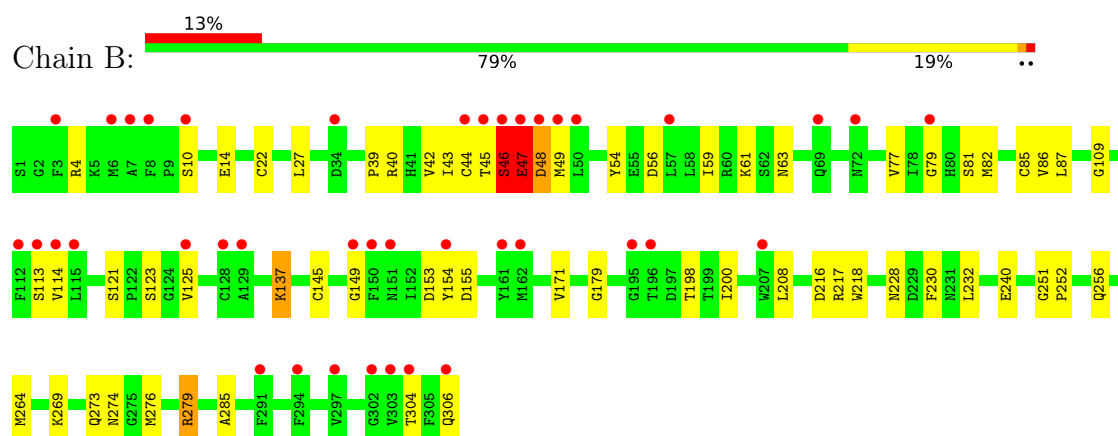 13%
Chain B:
79% 19% ••
S1 G2 F3 R4 K5 M6 A7 F8 P9 S10 E14 C22 L27 D34 P39 R40 H41 V42 I43 C44 T45 S46 E47 D48 M49 L50 Y54 E55 D56 L57 L58 I59 R60 K61 S62 N63 Q69 N72 V77 I78 G79 H80 S81 M82 C85 V86 L87 G109
F112 S113 V114 L115 S121 P122 S123 G124 V125 C128 A129 K137 C145 G149 F150 N151 I152 D153 Y154 D155 Y161 M162 V171 G179 G195 T196 D197 T198 T199 I200 W207 L208 D216 R217 W218 N228 D229 F230 N231 L232 E240 G251 P252 Q256
M264 K269 Q273 N274 G275 M276 R279 A285 F291 F294 V297 G302 V303 T304 F305 Q306